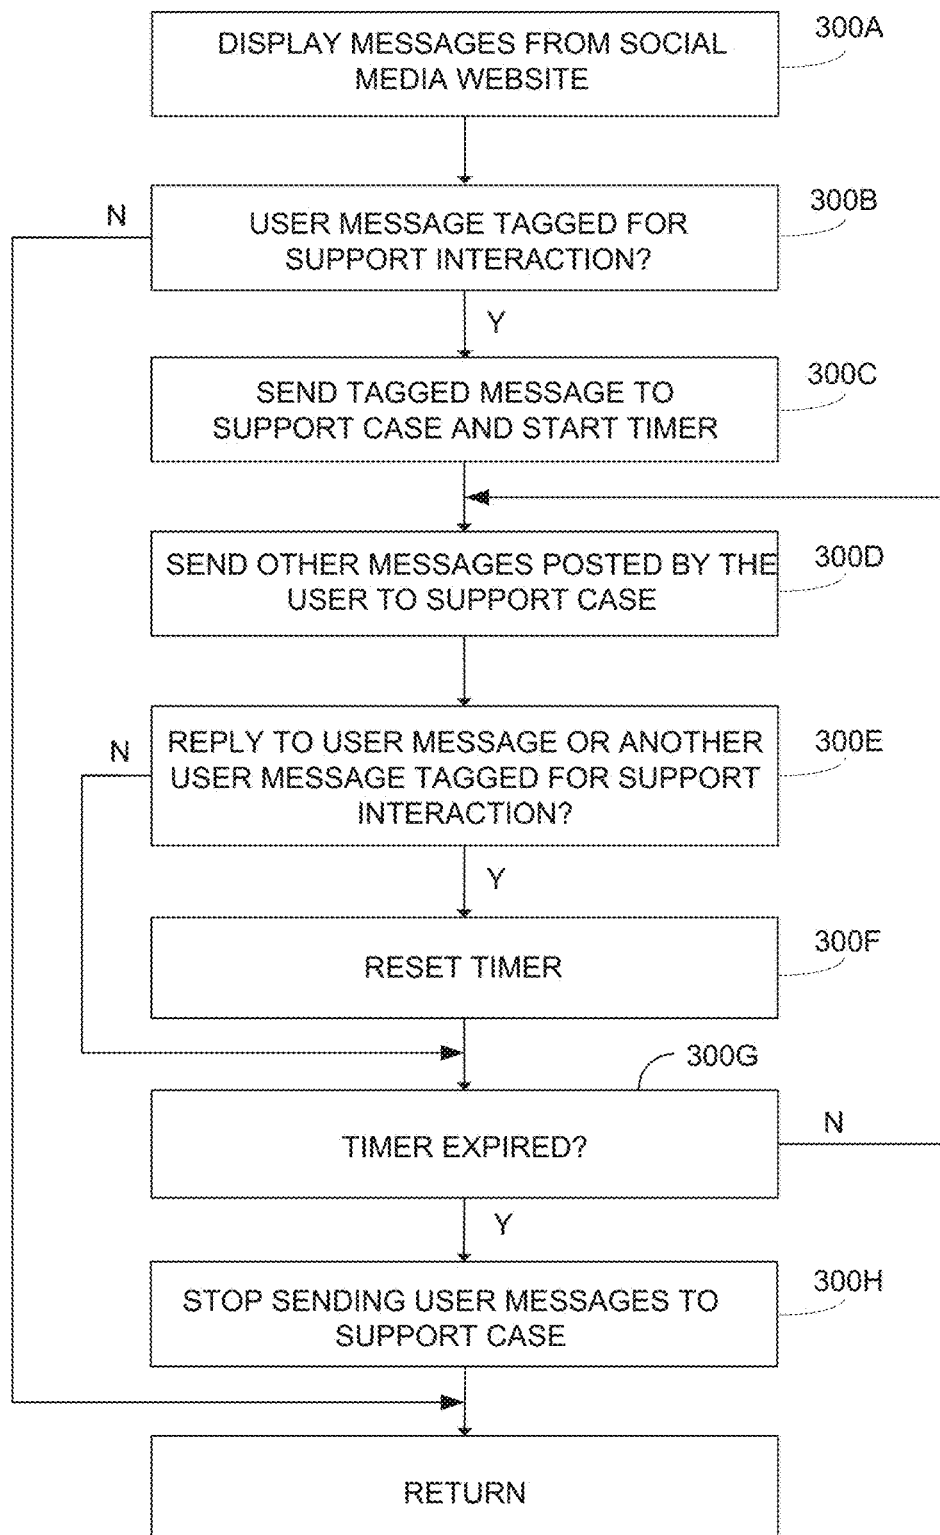 DISPLAY MESSAGES FROM SOCIAL
MEDIA WEBSITE
300A
N
USER MESSAGE TAGGED FOR
SUPPORT INTERACTION?
300B
Y
SEND TAGGED MESSAGE TO
SUPPORT CASE AND START TIMER
300C
SEND OTHER MESSAGES POSTED BY THE
USER TO SUPPORT CASE
300D
N
REPLY TO USER MESSAGE OR ANOTHER
USER MESSAGE TAGGED FOR SUPPORT
INTERACTION?
300E
Y
RESET TIMER
300F
300G
TIMER EXPIRED?
N
Y
STOP SENDING USER MESSAGES TO
SUPPORT CASE
300H
RETURN